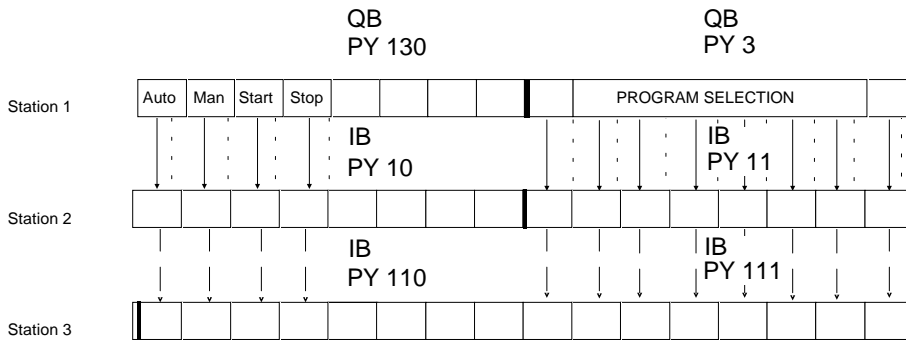 QB
PY 130
QB
PY 3
Station 1
Auto Man Start Stop
PROGRAM SELECTION
IB
PY 10
IB
PY 11
Station 2
IB
PY 110
IB
PY 111
Station 3